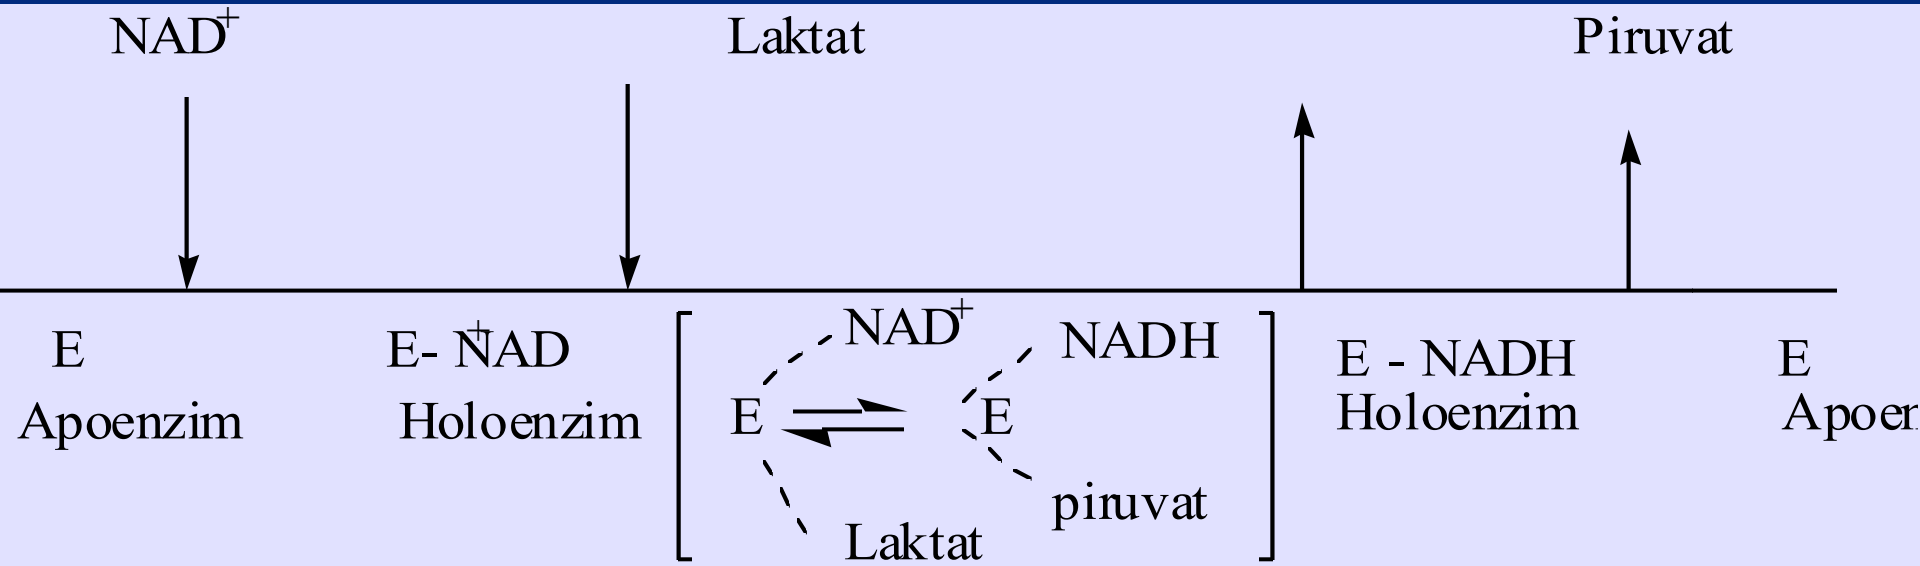 NAD+ Laktat Piruvat
E E- NAD+ NAD+ NADH E - NADH E
Apoenzim Holoenzim E E Holoenzim
piruvat
Laktat